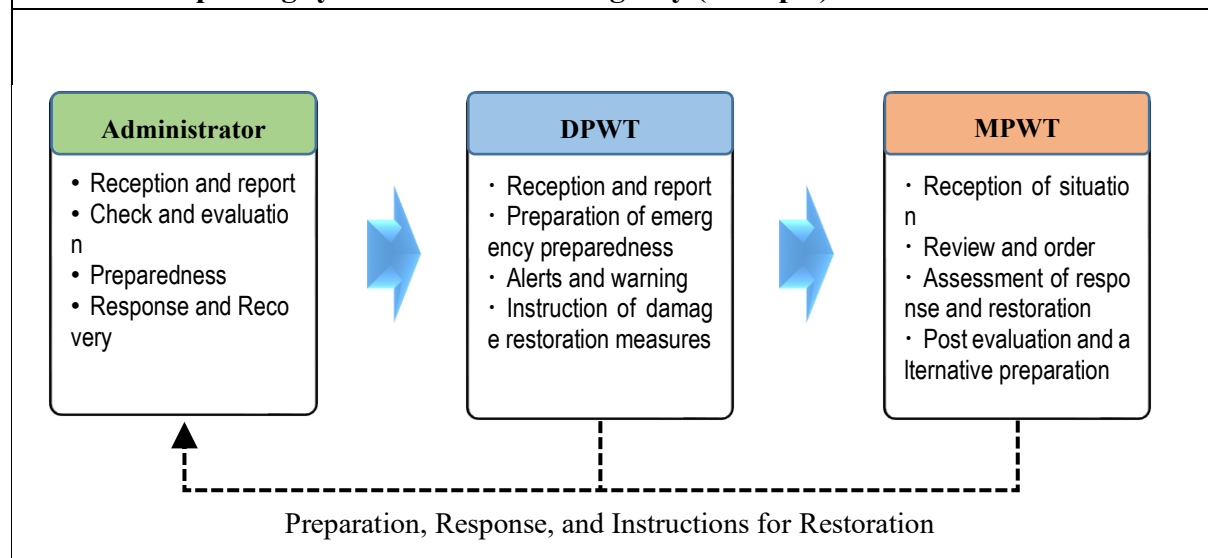 Administrator
• Reception and report
• Check and evaluatio
n
• Preparedness
• Response and Reco
very
DPWT
· Reception and report
· Preparation of emerg
ency preparedness
· Alerts and warning
· Instruction of damag
e restoration measures
MPWT
· Reception of situatio
n
· Review and order
· Assessment of respo
nse and restoration
· Post evaluation and a
lternative preparation
Preparation, Response, and Instructions for Restoration